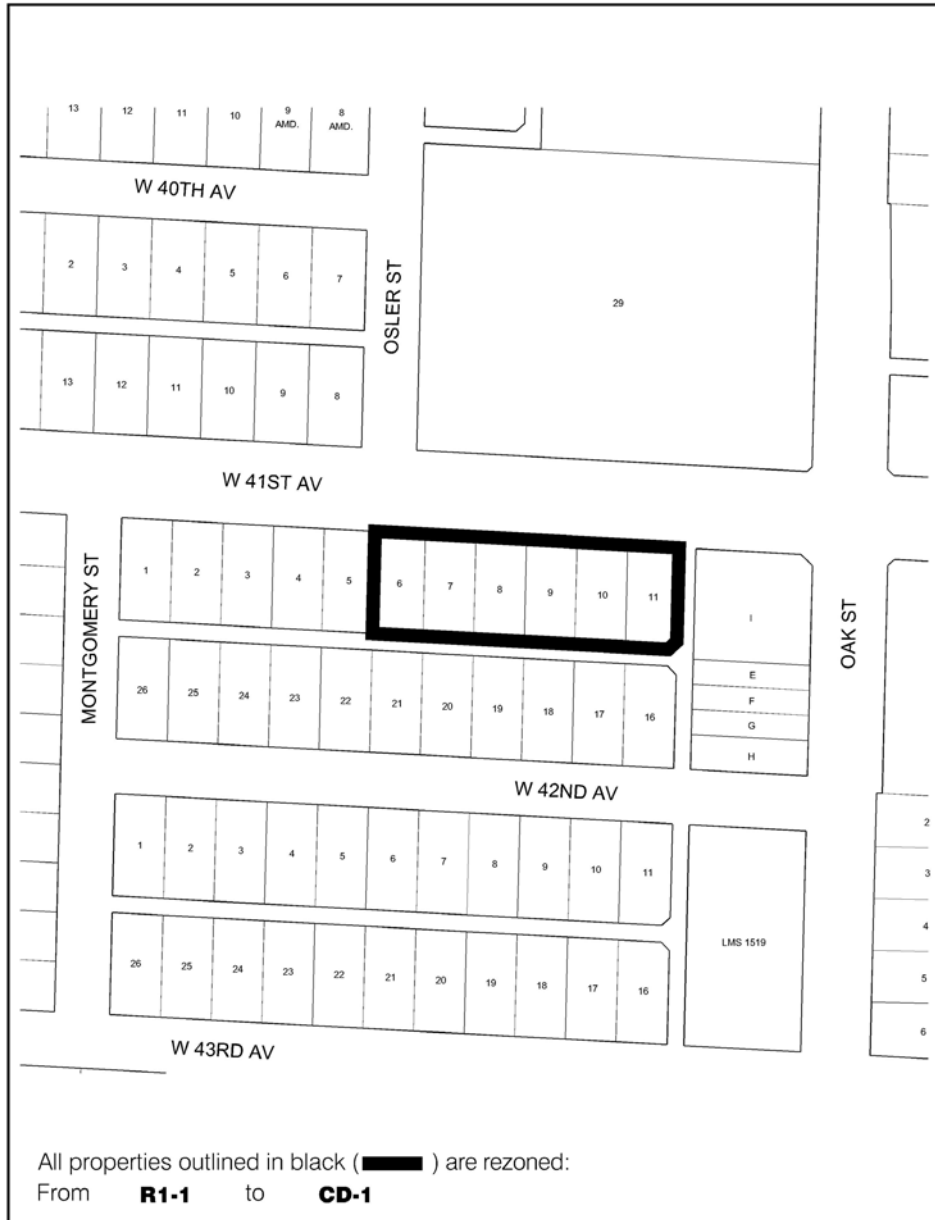 13 12 11 10 9 8
AMD. AMD.
W 40TH AV
2 3 4 5 6 7
OSLER ST
29
13 12 11 10 9 8
W 41ST AV
MONTGOMERY ST
1 2 3 4 5 6 7 8 9 10 11
I
OAK ST
E
F
G
H
26 25 24 23 22 21 20 19 18 17 16
W 42ND AV
1 2 3 4 5 6 7 8 9 10 11
2
3
4
5
6
LMS 1519
26 25 24 23 22 21 20 19 18 17 16
W 43RD AV
All properties outlined in black ( ) are rezoned:
From R1-1 to CD-1